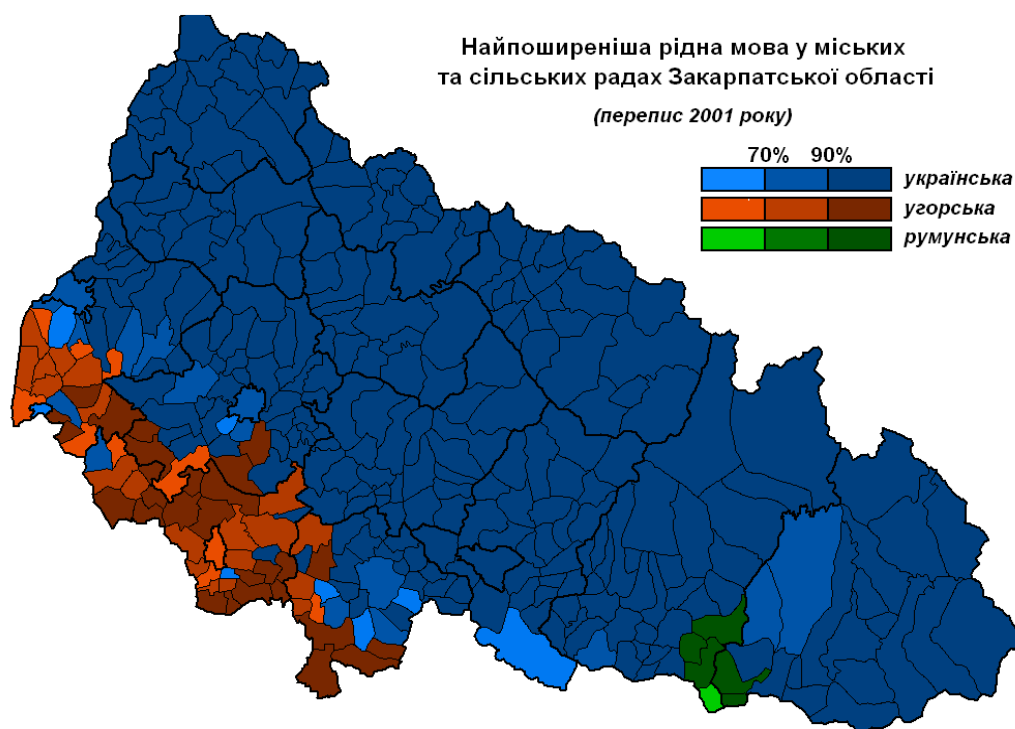 Найпоширеніша рідна мова у міських
та сільських радах Закарпатської області
(перепис 2001 року)
70% 90%
українська
угорська
румунська